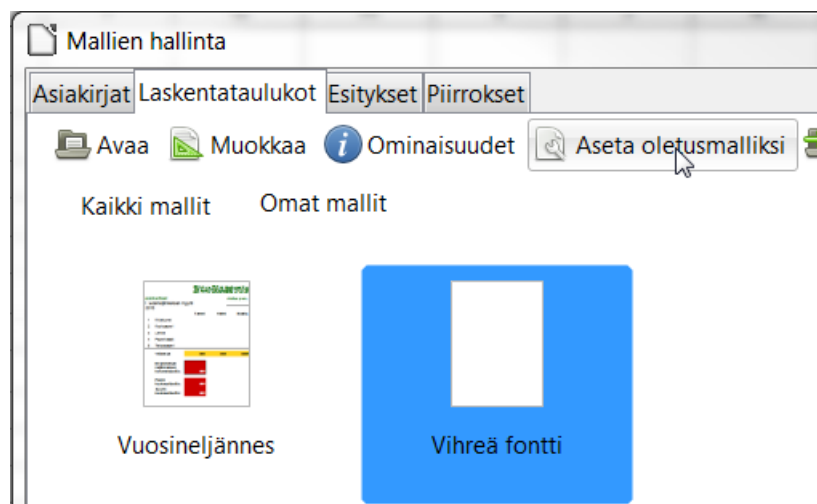 Mallien hallinta
Asiakirjat Laskentataulukot Esitykset Piirrokset
Avaa Muokkaa Ominaisuudet Aseta oletusmalliksi
Kaikki mallit Omat mallit
Vuosineljännes Vihreä fontti